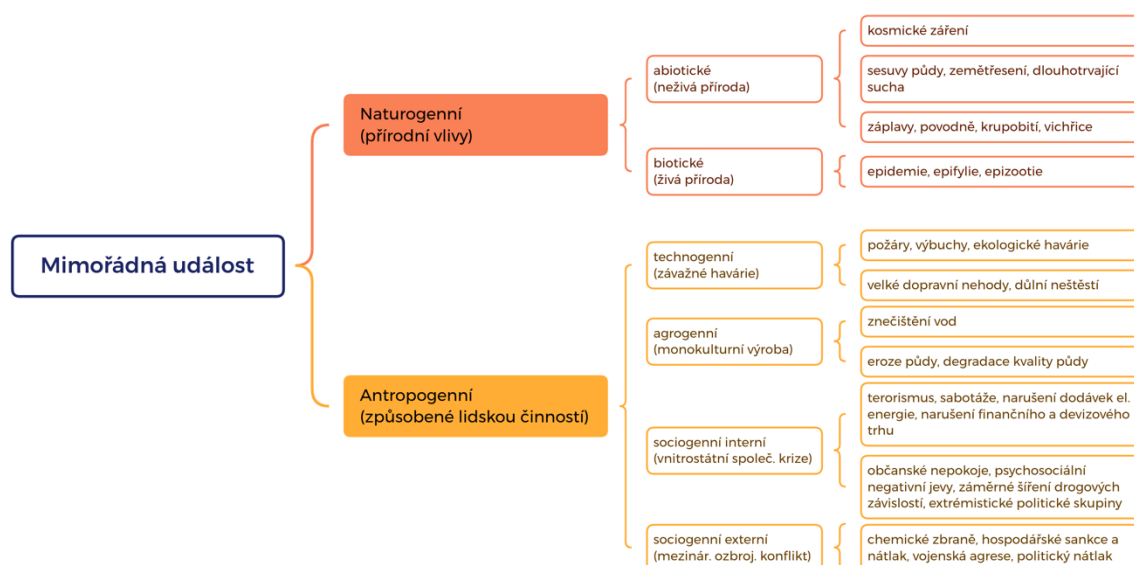 Mimořádná událost
Naturogenní
(přírodní vlivy)
abiotické
(neživá příroda)
kosmické záření
sesuvy půdy, zemětřesení, dlouhotrvající
sucha
záplavy, povodně, krupobití, vichřice
biotické
(živá příroda)
epidemie, epifylie, epizootie
Antropogenní
(způsobené lidskou činností)
technogenní
(závažné havárie)
požáry, výbuchy, ekologické havárie
velké dopravní nehody, důlní neštěstí
agrogenní
(monokulturní výroba)
znečištění vod
eroze půdy, degradace kvality půdy
sociogenní interní
(vnitrostátní společ. krize)
terorismus, sabotáže, narušení dodávek el.
energie, narušení finančního a devizového
trhu
občanské nepokoje, psychosociální
negativní jevy, záměrné šíření drogových
závislostí, extrémistické politické skupiny
sociogenní externí
(mezinár. ozbroj. konflikt)
chemické zbraně, hospodářské sankce a
nátlak, vojenská agrese, politický nátlak